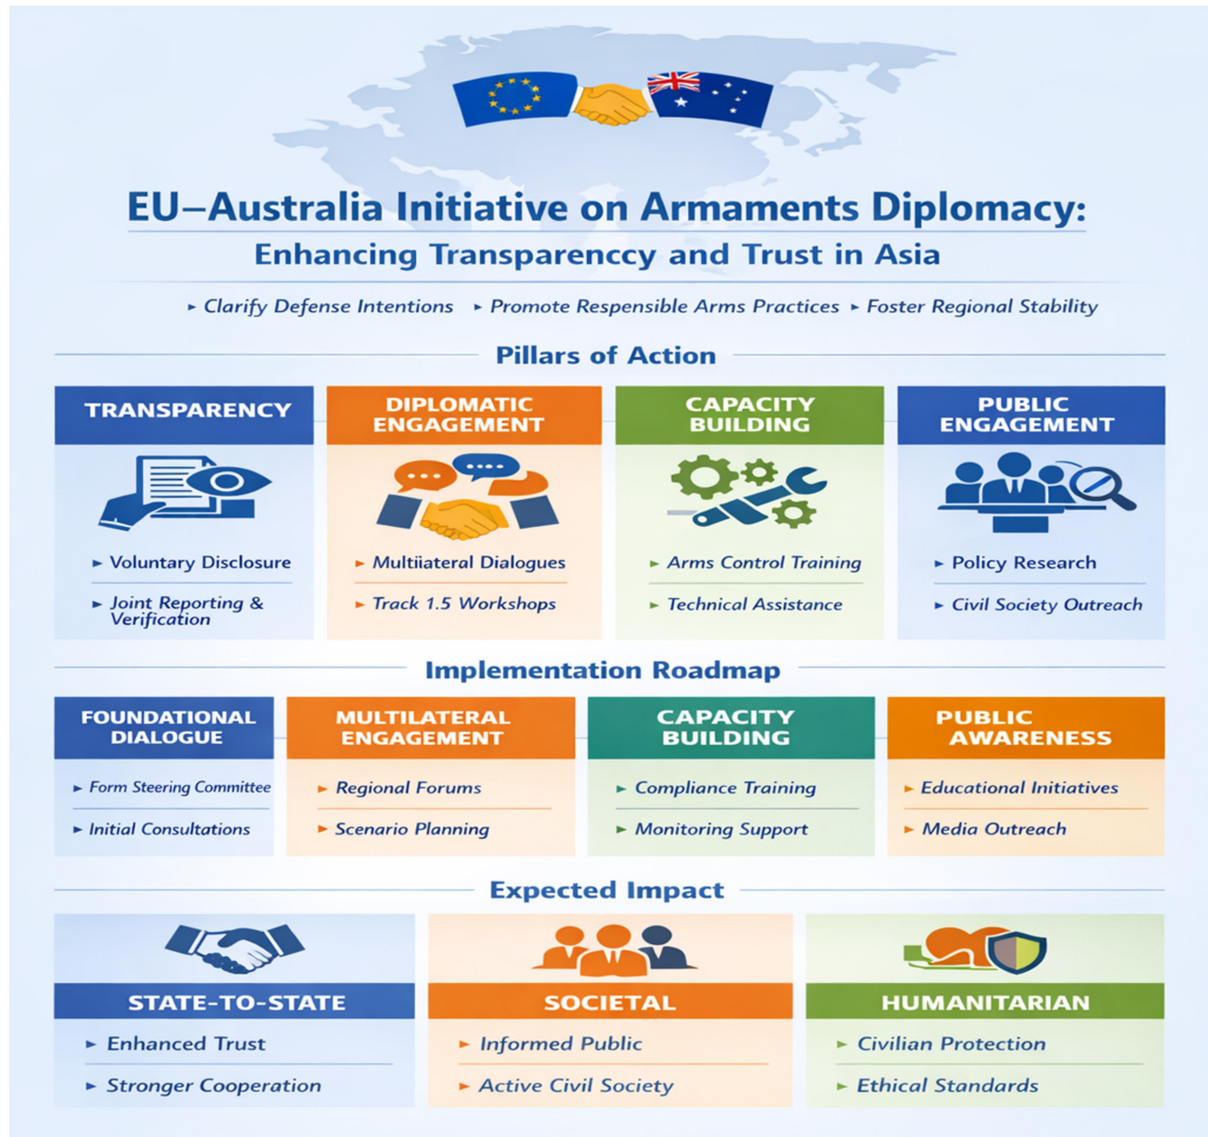 EU–Australia Initiative on Armaments Diplomacy:
Enhancing Transparenccy and Trust in Asia
▸ Clarify Defense Intentions ▸ Promote Responsible Arms Practices ▸ Foster Regional Stability
Pillars of Action
TRANSPARENCY
▸ Voluntary Disclosure
▸ Joint Reporting &
Verification
DIPLOMATIC
ENGAGEMENT
▸ Multiiateral Dialogues
▸ Track 1.5 Workshops
CAPACITY
BUILDING
▸ Arms Control Training
▸ Technical Assistance
PUBLIC
ENGAGEMENT
▸ Policy Research
▸ Civil Society Outreach
Implementation Roadmap
FOUNDATIONAL
DIALOGUE
▸ Form Steering Committee
▸ Initial Consultations
MULTILATERAL
ENGAGEMENT
▸ Regional Forums
▸ Scenario Planning
CAPACITY
BUILDING
▸ Compliance Training
▸ Monitoring Support
PUBLIC
AWARENESS
▸ Educational Initiatives
▸ Media Outreach
Expected Impact
STATE-TO-STATE
▸ Enhanced Trust
▸ Stronger Cooperation
SOCIETAL
▸ Informed Public
▸ Active Civil Society
HUMANITARIAN
▸ Civilian Protection
▸ Ethical Standards